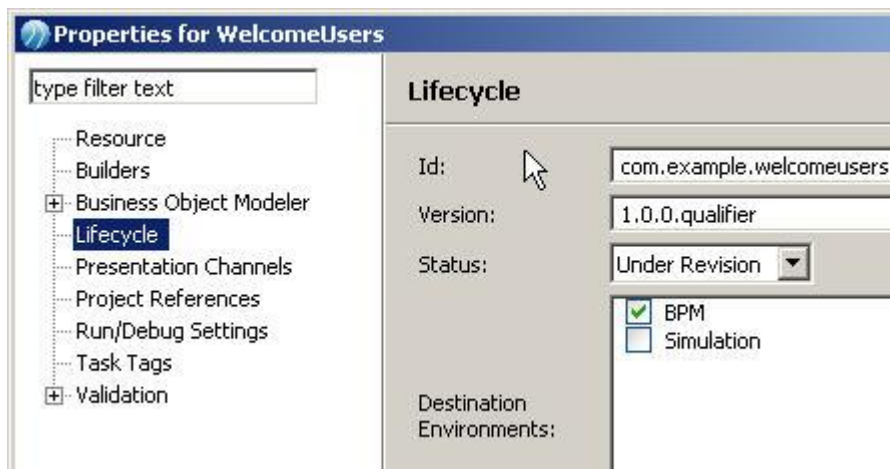 Properties for WelcomeUsers
type filter text
Resource
Builders
Business Object Modeler
Lifecycle
Presentation Channels
Project References
Run/Debug Settings
Task Tags
Validation
Lifecycle
Id: com.example.welcomeusers
Version: 1.0.0.qualifier
Status: Under Revision
BPM
Simulation
Destination
Environments: